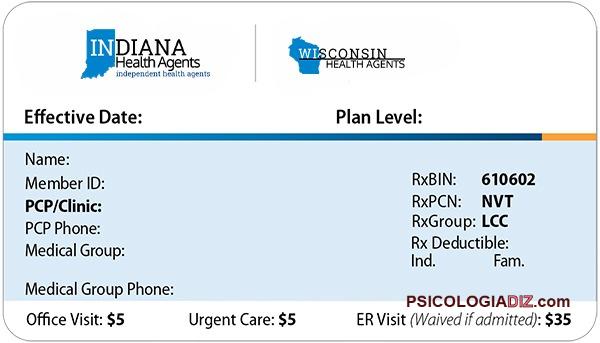 INDIANA
Health Agents
independent health agents
WISCONSIN
HEALTH AGENTS
Effective Date:
Plan Level:
Name:
Member ID:
PCP/Clinic:
PCP Phone:
Medical Group:
Medical Group Phone:
RxBIN: 610602
RxPCN: NVT
RxGroup: LCC
Rx Deductible:
Ind. Fam.
PSICOLOGIADIZ.com
Office Visit: $5 Urgent Care: $5 ER Visit (Waived if admitted): $35